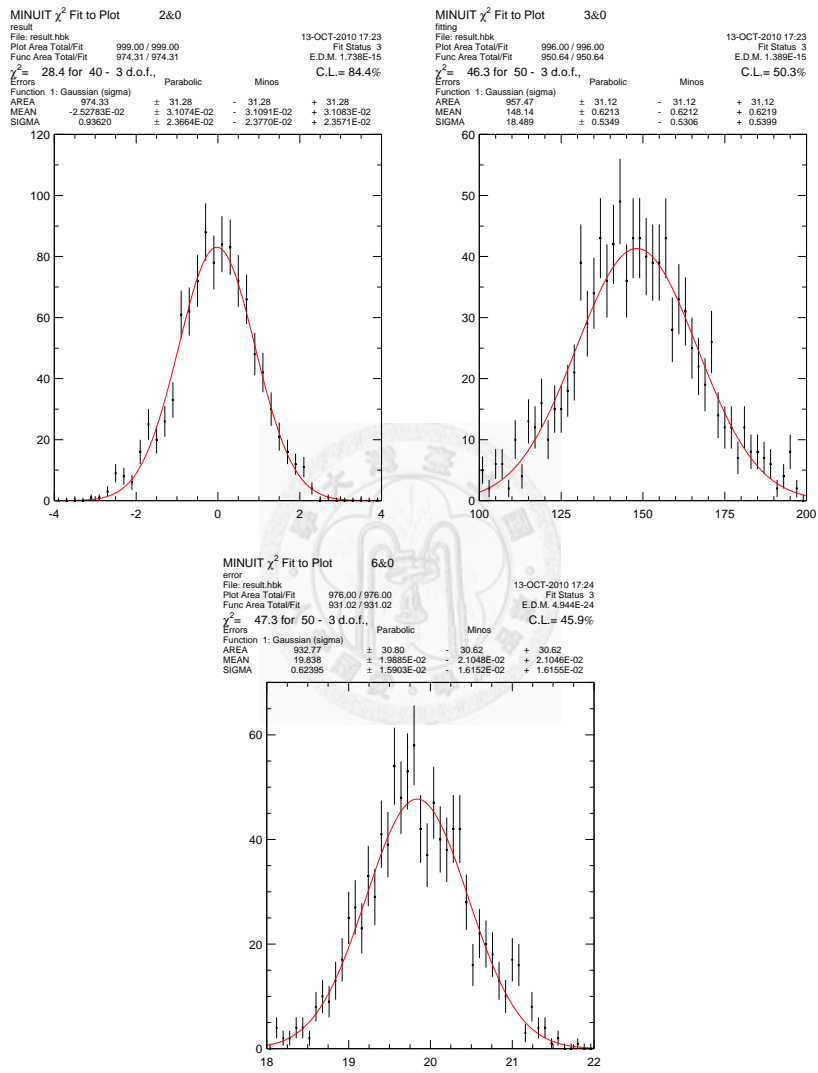 MINUIT χ² Fit to Plot 2&0
result
File: result.hbk 13-OCT-2010 17:23
Plot Area Total/Fit 999.00 / 999.00 Fit Status 3
Func Area Total/Fit 974.31 / 974.31 E.D.M. 1.738E-15
χ²= 28.4 for 40 - 3 d.o.f., C.L.= 84.4%
Errors Parabolic Minos
Function 1: Gaussian (sigma)
AREA 974.33 ± 31.28 - 31.28 + 31.28
MEAN -2.52783E-02 ± 3.1074E-02 - 3.1091E-02 + 3.1083E-02
SIGMA 0.93620 ± 2.3664E-02 - 2.3770E-02 + 2.3571E-02
120
100
80
60
40
20
0
-4 -2 0 2 4
MINUIT χ² Fit to Plot 3&0
fitting
File: result.hbk 13-OCT-2010 17:23
Plot Area Total/Fit 996.00 / 996.00 Fit Status 3
Func Area Total/Fit 950.64 / 950.64 E.D.M. 1.389E-15
χ²= 46.3 for 50 - 3 d.o.f., C.L.= 50.3%
Errors Parabolic Minos
Function 1: Gaussian (sigma)
AREA 957.47 ± 31.12 - 31.12 + 31.12
MEAN 148.14 ± 0.6213 - 0.6212 + 0.6219
SIGMA 18.489 ± 0.5349 - 0.5306 + 0.5399
60
50
40
30
20
10
0
100 125 150 175 200
MINUIT χ² Fit to Plot 6&0
error
File: result.hbk 13-OCT-2010 17:24
Plot Area Total/Fit 976.00 / 976.00 Fit Status 3
Func Area Total/Fit 931.02 / 931.02 E.D.M. 4.944E-24
χ²= 47.3 for 50 - 3 d.o.f., C.L.= 45.9%
Errors Parabolic Minos
Function 1: Gaussian (sigma)
AREA 932.77 ± 30.80 - 30.62 + 30.62
MEAN 19.838 ± 1.9885E-02 - 2.1048E-02 + 2.1046E-02
SIGMA 0.62395 ± 1.5903E-02 - 1.6152E-02 + 1.6155E-02
60
40
20
0
18 19 20 21 22